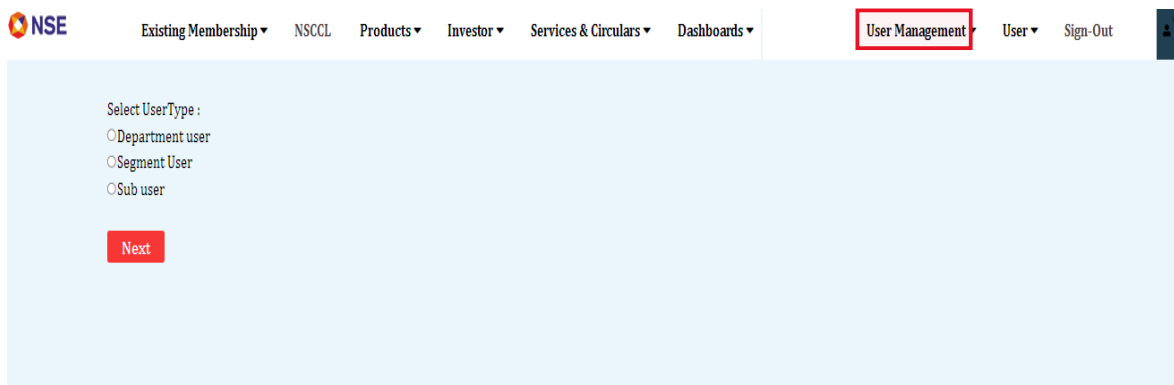 NSE Existing Membership NSCCL Products Investor Services & Circulars Dashboards User Management User Sign-Out
Select UserType :
Department user
Segment User
Sub user
Next